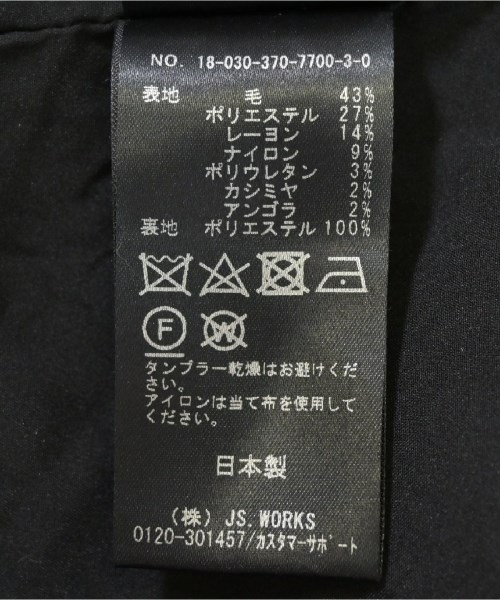 NO. 18-030-370-7700-3-0
表地 毛 43%
ポリエステル 27%
レーヨン 14%
ナイロン 9%
ポリウレタン 3%
カシミヤ 2%
アンゴラ 2%
裏地 ポリエステル 100%
F W
タンブラー乾燥はお避けくだ
さい。
アイロンは当て布を使用して
ください。
日本製
(株) JS.WORKS
0120-301457/カスタマーサポート